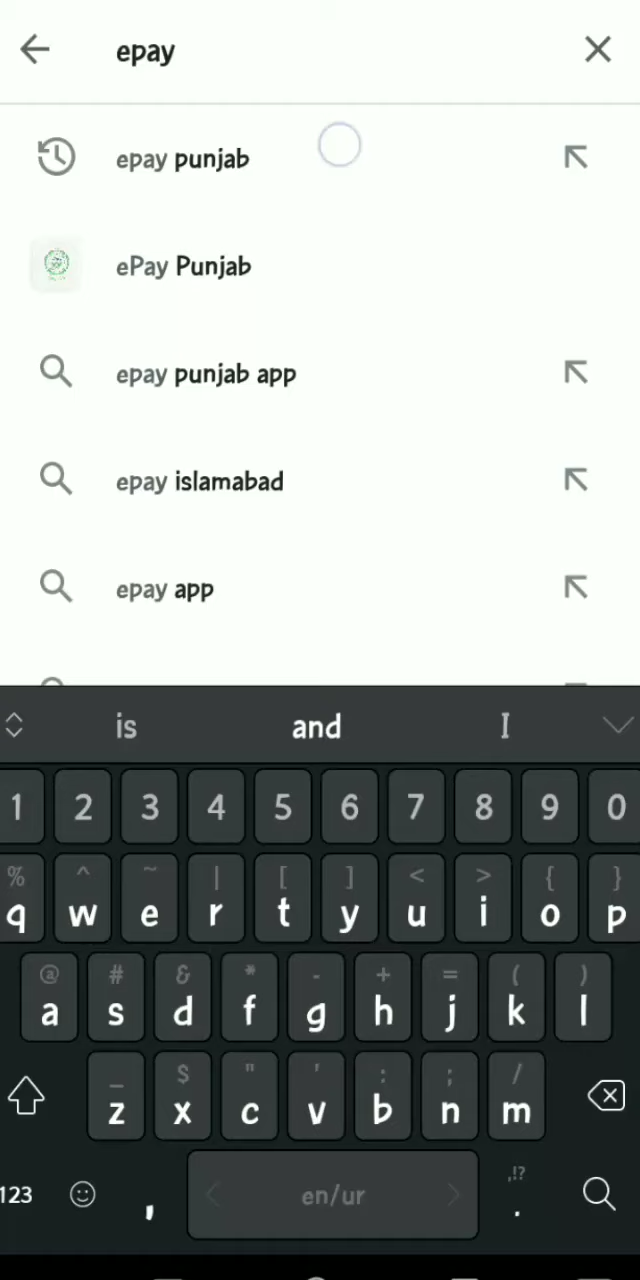 epay
epay punjab
ePay Punjab
epay punjab app
epay islamabad
epay app
is and I
1 2 3 4 5 6 7 8 9 0
% ^ ~ | [ ] < > { }
q w e r t y u i o p
@ # & * - + = ( )
a s d f g h j k l
_ $ " ' : ; /
z x c v b n m
,!?
123 , en/ur .